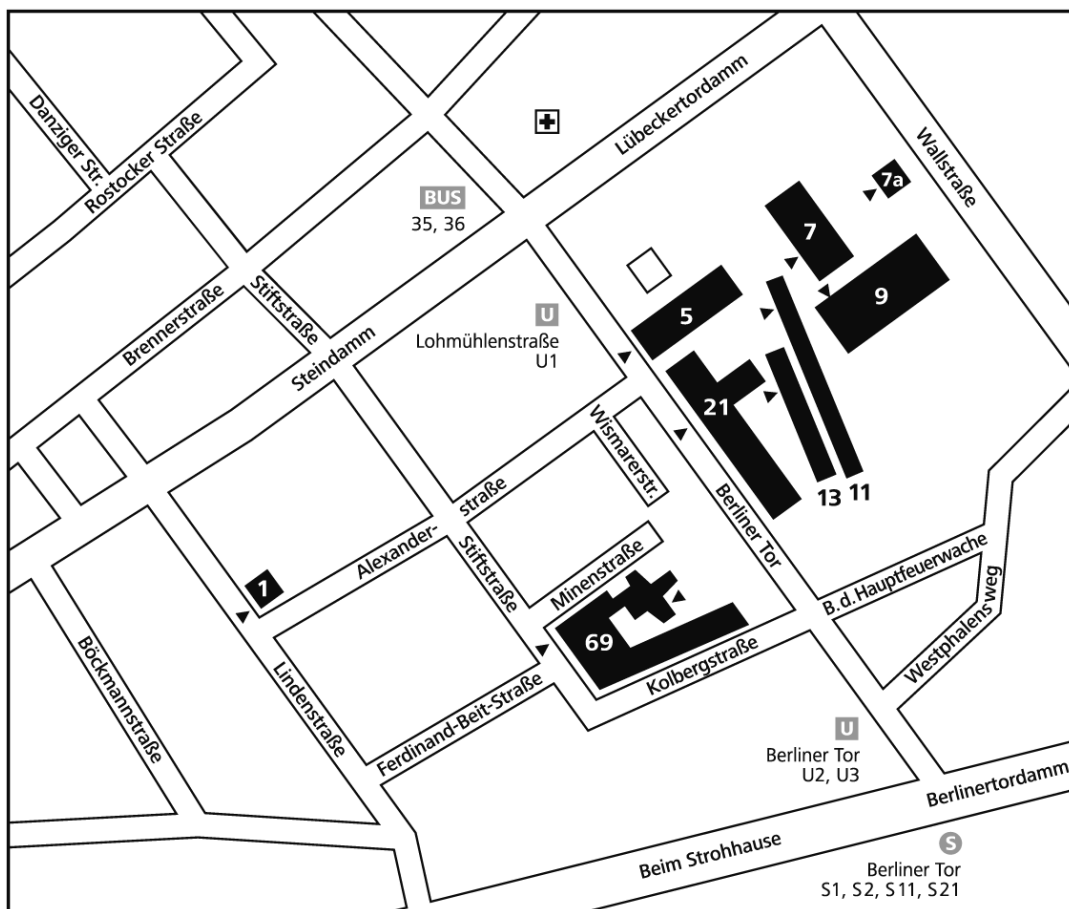 Danziger Str.
Rostocker Straße
Lübeckertordamm
Wallstraße
BUS
35, 36
7a
7
9
5
Brennerstraße
Stiftstraße
Steindamm
U
Lohmühlenstraße
U1
21
Wismarerstr.
13
11
Berliner Tor
Alexander-
straße
Stiftstraße
Minenstraße
B.d. Hauptfeuerwache
Westphalensweg
1
69
Kolbergstraße
Böckmannstraße
Lindenstraße
Ferdinand-Beit-Straße
U
Berliner Tor
U2, U3
Berlinertordamm
Beim Strohhause
S
Berliner Tor
S1, S2, S11, S21